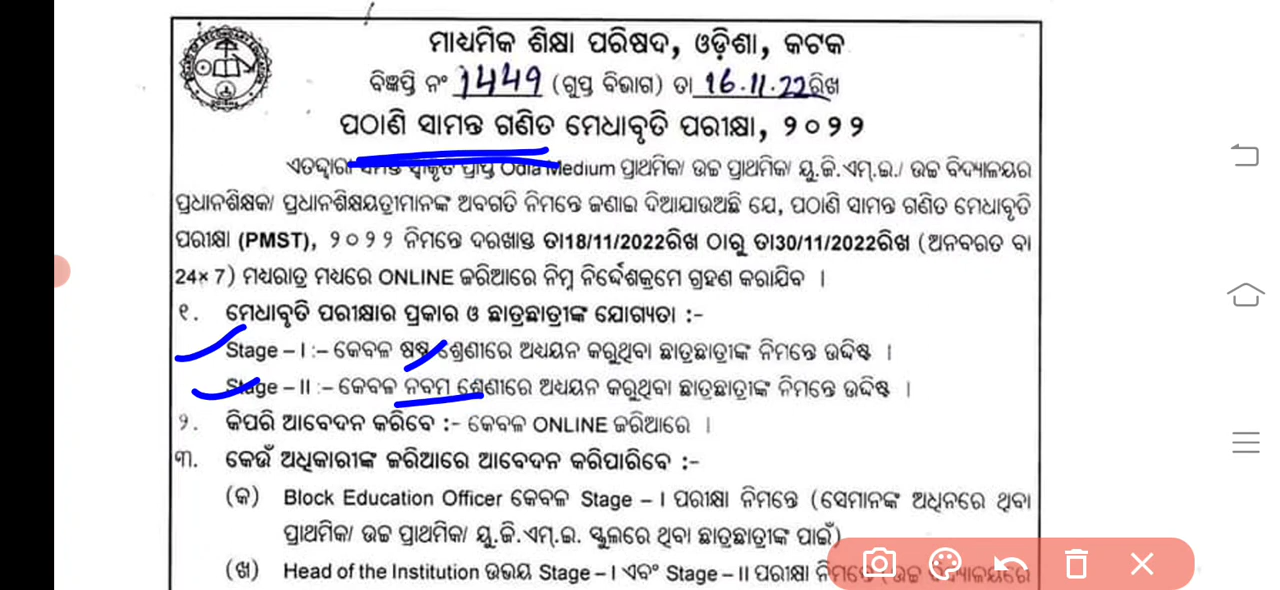 ମାଧ୍ୟମିକ ଶିକ୍ଷା ପରିଷଦ, ଓଡ଼ିଶା, କଟକ
ବିଜ୍ଞପ୍ତି ନଂ 1449 (ଗୁପ୍ତ ବିଭାଗ) ତା 16.11.22ରିଖ
ପଠାଣି ସାମନ୍ତ ଗଣିତ ମେଧାବୃତି ପରୀକ୍ଷା, ୨୦୨୨
ଏତଦ୍ଦ୍ୱାରା ସମସ୍ତ ସ୍ୱୀକୃତି ପ୍ରାପ୍ତ Odia Medium ପ୍ରାଥମିକ/ ଉଚ୍ଚ ପ୍ରାଥମିକ/ ୟୁ.ଜି.ଏମ୍.ଇ./ ଉଚ୍ଚ ବିଦ୍ୟାଳୟର
ପ୍ରଧାନଶିକ୍ଷକ/ ପ୍ରଧାନଶିକ୍ଷୟତ୍ରୀମାନଙ୍କ ଅବଗତି ନିମନ୍ତେ ଜଣାଇ ଦିଆଯାଉଅଛି ଯେ, ପଠାଣି ସାମନ୍ତ ଗଣିତ ମେଧାବୃତି
ପରୀକ୍ଷା (PMST), ୨୦୨୨ ନିମନ୍ତେ ଦରଖାସ୍ତ ତା18/11/2022ରିଖ ଠାରୁ ତା30/11/2022ରିଖ (ଅନବରତ ବା
24×7) ମଧ୍ୟରାତ୍ର ମଧ୍ୟରେ ONLINE ଜରିଆରେ ନିମ୍ନ ନିର୍ଦ୍ଦେଶକ୍ରମେ ଗ୍ରହଣ କରାଯିବ ।
୧. ମେଧାବୃତି ପରୀକ୍ଷାର ପ୍ରକାର ଓ ଛାତ୍ରଛାତ୍ରୀଙ୍କ ଯୋଗ୍ୟତା :-
Stage – I :– କେବଳ ଷଷ୍ଠ ଶ୍ରେଣୀରେ ଅଧ୍ୟୟନ କରୁଥିବା ଛାତ୍ରଛାତ୍ରୀଙ୍କ ନିମନ୍ତେ ଉଦ୍ଦିଷ୍ଟ ।
Stage – II :– କେବଳ ନବମ ଶ୍ରେଣୀରେ ଅଧ୍ୟୟନ କରୁଥିବା ଛାତ୍ରଛାତ୍ରୀଙ୍କ ନିମନ୍ତେ ଉଦ୍ଦିଷ୍ଟ ।
୨. କିପରି ଆବେଦନ କରିବେ :- କେବଳ ONLINE ଜରିଆରେ ।
୩. କେଉଁ ଅଧିକାରୀଙ୍କ ଜରିଆରେ ଆବେଦନ କରିପାରିବେ :-
(କ) Block Education Officer କେବଳ Stage – I ପରୀକ୍ଷା ନିମନ୍ତେ (ସେମାନଙ୍କ ଅଧିନରେ ଥିବା
ପ୍ରାଥମିକ/ ଉଚ୍ଚ ପ୍ରାଥମିକ/ ୟୁ.ଜି.ଏମ୍.ଇ. ସ୍କୁଲରେ ଥିବା ଛାତ୍ରଛାତ୍ରୀଙ୍କ ପାଇଁ)
(ଖ) Head of the Institution ଉଭୟ Stage – I ଏବଂ Stage – II ପରୀକ୍ଷା ନିମନ୍ତେ (ଉଚ୍ଚ ବିଦ୍ୟାଳୟରେ